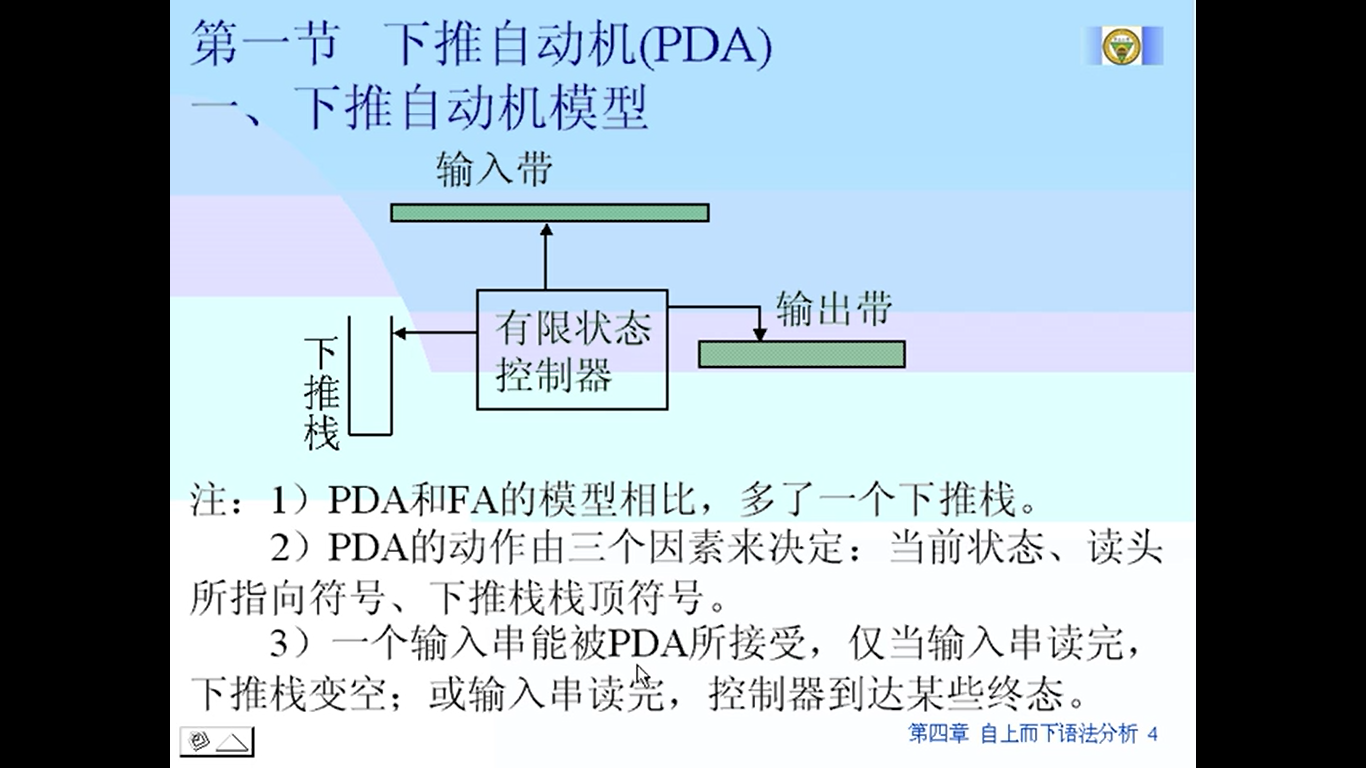 第一节 下推自动机(PDA)
一、下推自动机模型
输入带
输出带
有限状态
控制器
下推栈
注：1）PDA和FA的模型相比，多了一个下推栈。
2）PDA的动作由三个因素来决定：当前状态、读头
所指向符号、下推栈栈顶符号。
3）一个输入串能被PDA所接受，仅当输入串读完，
下推栈变空；或输入串读完，控制器到达某些终态。
第四章 自上而下语法分析 4